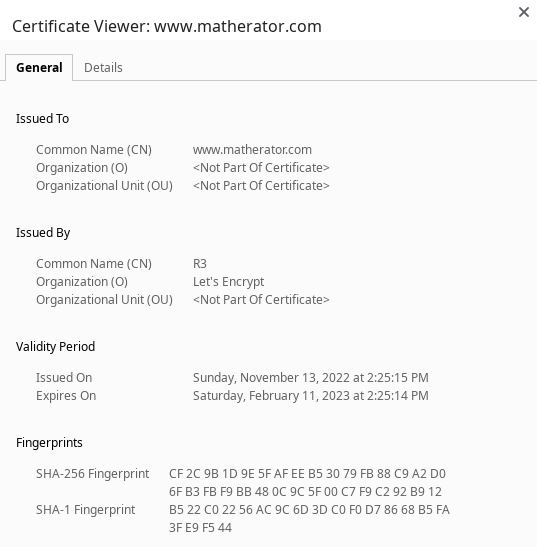 Certificate Viewer: www.matherator.com
General Details
Issued To
Common Name (CN) www.matherator.com
Organization (O) <Not Part Of Certificate>
Organizational Unit (OU) <Not Part Of Certificate>
Issued By
Common Name (CN) R3
Organization (O) Let's Encrypt
Organizational Unit (OU) <Not Part Of Certificate>
Validity Period
Issued On Sunday, November 13, 2022 at 2:25:15 PM
Expires On Saturday, February 11, 2023 at 2:25:14 PM
Fingerprints
SHA-256 Fingerprint CF 2C 9B 1D 9E 5F AF EE B5 30 79 FB 88 C9 A2 D0
6F B3 FB F9 BB 48 0C 9C 5F 00 C7 F9 C2 92 B9 12
SHA-1 Fingerprint B5 22 C0 22 56 AC 9C 6D 3D C0 F0 D7 86 68 B5 FA
3F E9 F5 44